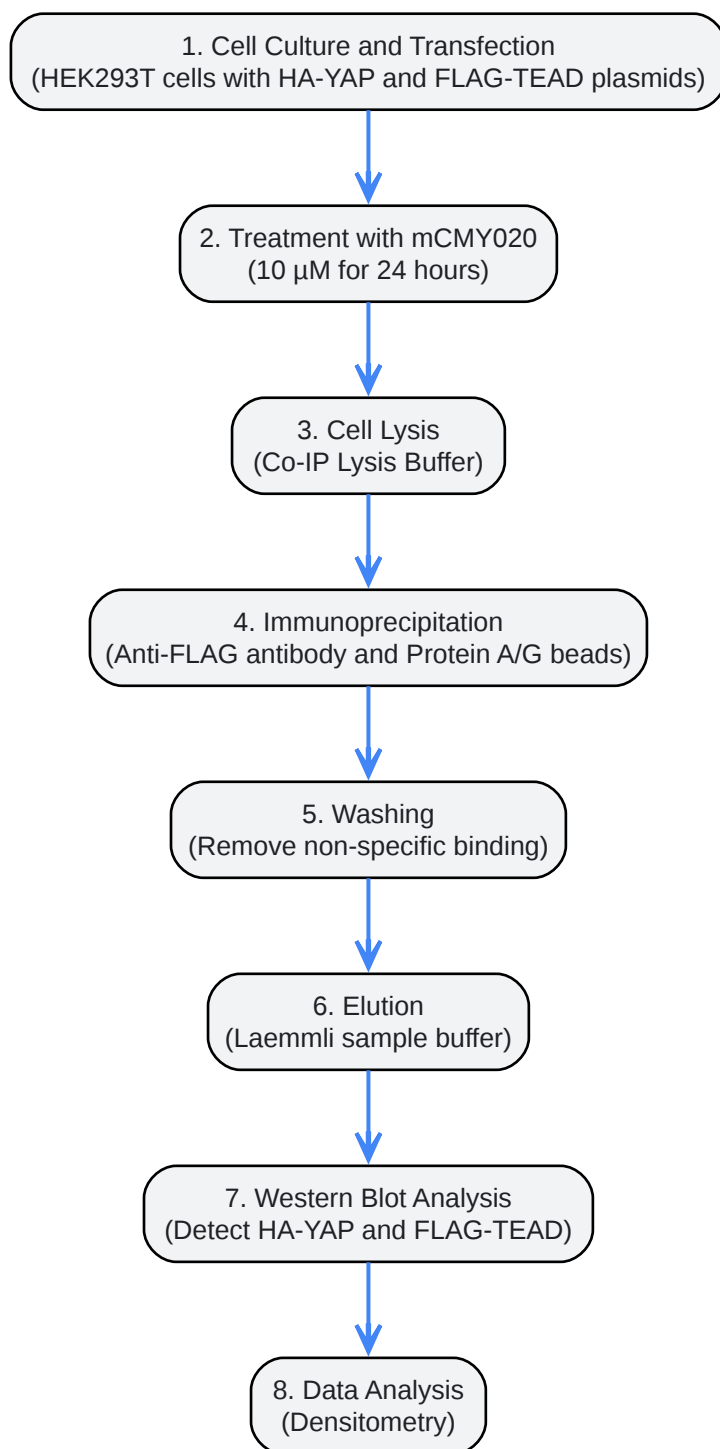 1. Cell Culture and Transfection
(HEK293T cells with HA-YAP and FLAG-TEAD plasmids)
2. Treatment with mCMY020
(10 µM for 24 hours)
3. Cell Lysis
(Co-IP Lysis Buffer)
4. Immunoprecipitation
(Anti-FLAG antibody and Protein A/G beads)
5. Washing
(Remove non-specific binding)
6. Elution
(Laemmli sample buffer)
7. Western Blot Analysis
(Detect HA-YAP and FLAG-TEAD)
8. Data Analysis
(Densitometry)